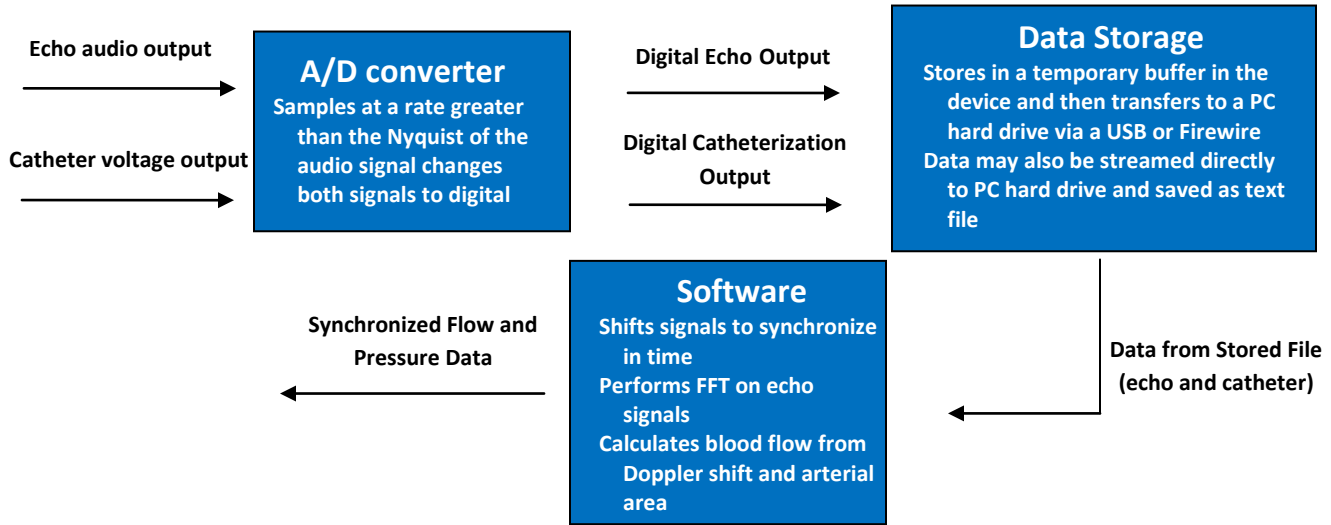 Echo audio output
Catheter voltage output
A/D converter
Samples at a rate greater
than the Nyquist of the
audio signal changes
both signals to digital
Digital Echo Output
Digital Catheterization
Output
Data Storage
Stores in a temporary buffer in the
device and then transfers to a PC
hard drive via a USB or Firewire
Data may also be streamed directly
to PC hard drive and saved as text
file
Data from Stored File
(echo and catheter)
Software
Shifts signals to synchronize
in time
Performs FFT on echo
signals
Calculates blood flow from
Doppler shift and arterial
area
Synchronized Flow and
Pressure Data